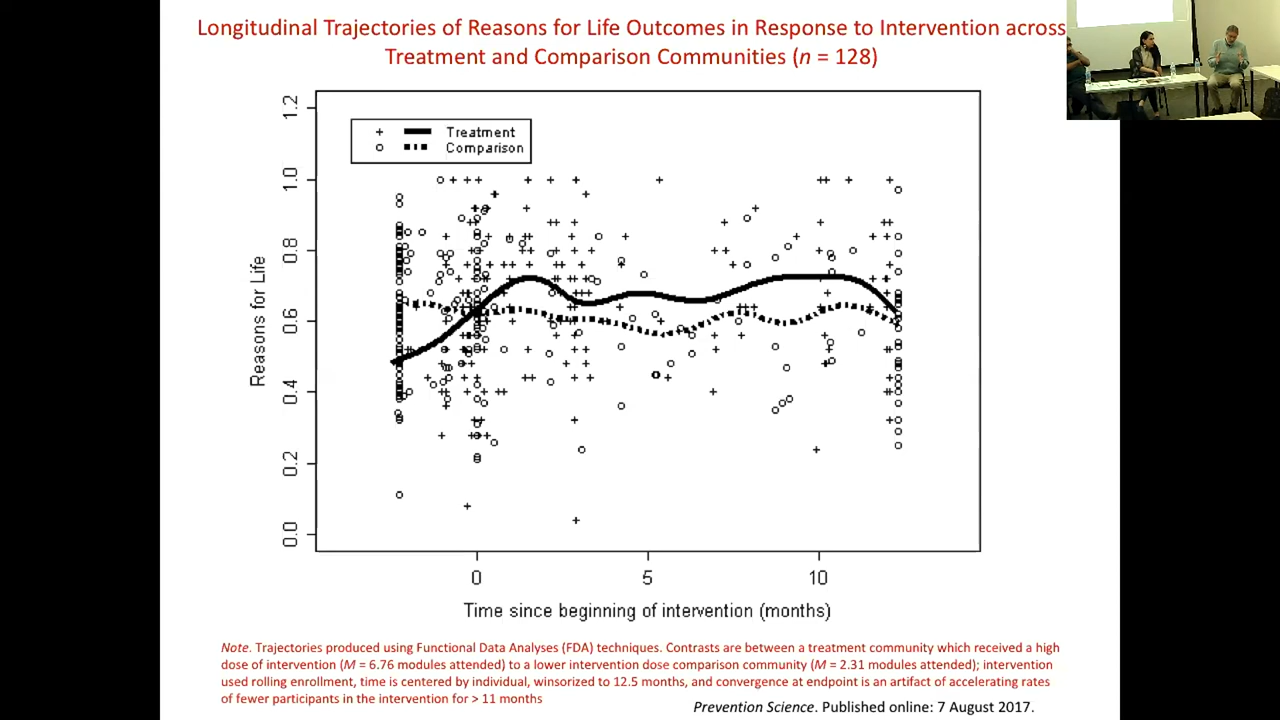 Longitudinal Trajectories of Reasons for Life Outcomes in Response to Intervention across
Treatment and Comparison Communities (n = 128)
Treatment
Comparison
1.2
1.0
0.8
0.6
0.4
0.2
0.0
Reasons for Life
0 5 10
Time since beginning of intervention (months)
Note. Trajectories produced using Functional Data Analyses (FDA) techniques. Contrasts are between a treatment community which received a high
dose of intervention (M = 6.76 modules attended) to a lower intervention dose comparison community (M = 2.31 modules attended); intervention
used rolling enrollment, time is centered by individual, winsorized to 12.5 months, and convergence at endpoint is an artifact of accelerating rates
of fewer participants in the intervention for > 11 months
Prevention Science. Published online: 7 August 2017.